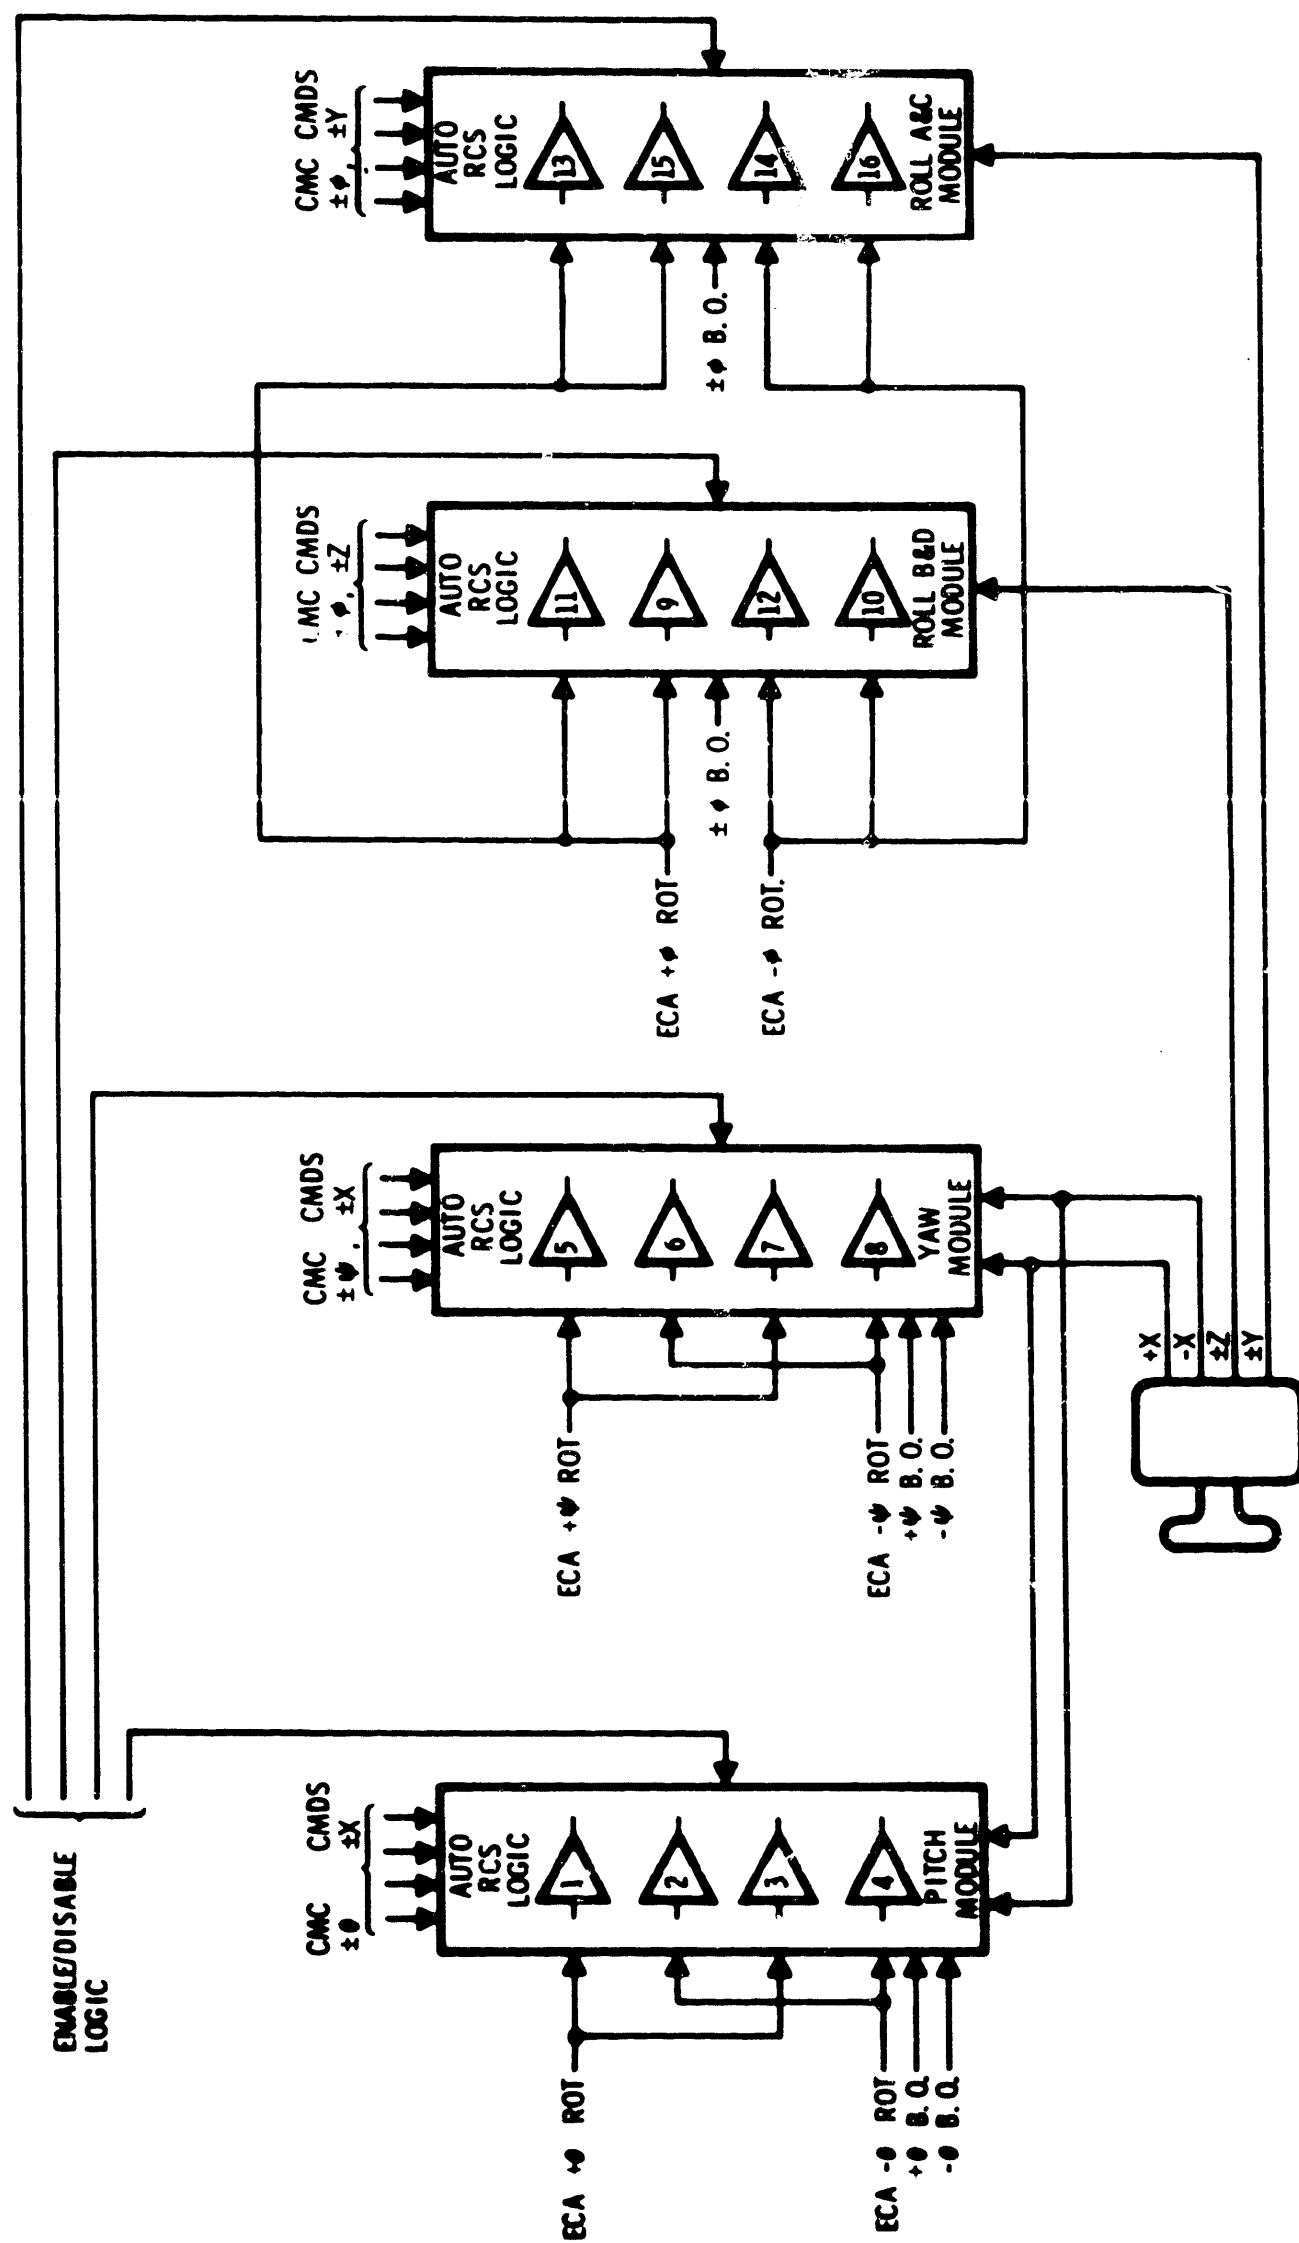 ENABLE/DISABLE
LOGIC
CMC CMDS
±θ ±X
AUTO
RCS
LOGIC
1
2
3
4
PITCH
MODULE
ECA +θ ROT
ECA -θ ROT
+θ B.O.
-θ B.O.
CMC CMDS
±ψ, ±X
AUTO
RCS
LOGIC
5
6
7
8
YAW
MODULE
ECA +ψ ROT
ECA -ψ ROT
+ψ B.O.
-ψ B.O.
+X
-X
±Z
±Y
MC CMDS
φ, ±Z
AUTO
RCS
LOGIC
11
9
12
10
ROLL B&D
MODULE
ECA +φ ROT
±φ B.O.
ECA -φ ROT.
CMC CMDS
±φ, ±Y
AUTO
RCS
LOGIC
13
15
14
16
ROLL A&C
MODULE
±φ B.O.